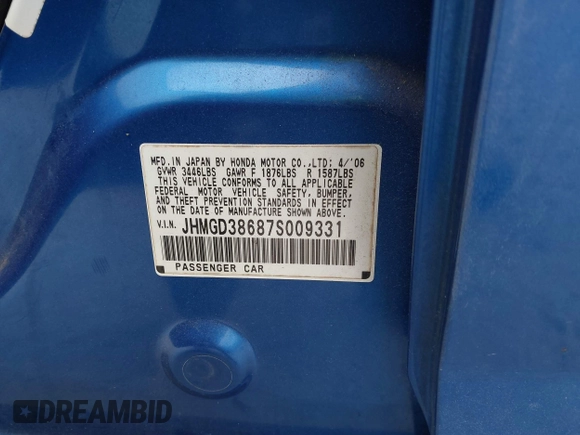 MFD.IN JAPAN BY HONDA MOTOR CO.,LTD: 4/'06
GVWR 3446LBS GAWR F 1876LBS R 1587LBS
THIS VEHICLE CONFORMS TO ALL APPLICABLE
FEDERAL MOTOR VEHICLE SAFETY, BUMPER,
AND THEFT PREVENTION STANDARDS IN EFFECT
ON THE DATE OF MANUFACTURE SHOWN ABOVE.
V.I.N. JHMGD38687S009331
PASSENGER CAR
DREAMBID